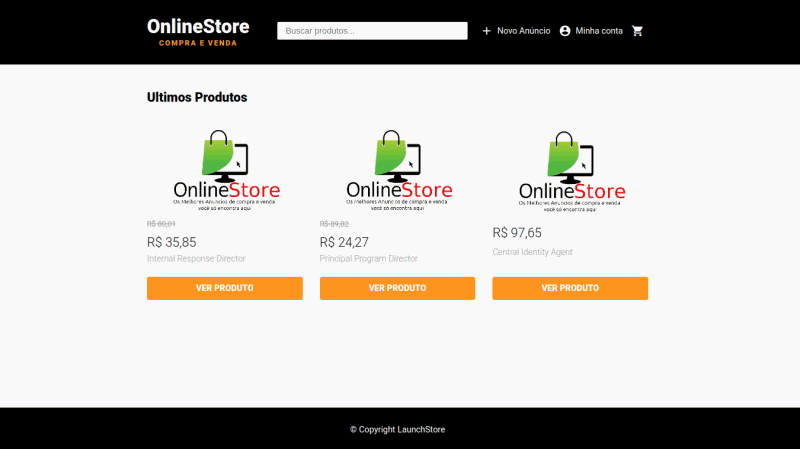 OnlineStore
COMPRA E VENDA
Buscar produtos...
Novo Anúncio
Minha conta
Ultimos Produtos
OnlineStore
Os Melhores Anuncios de compra e venda
você só encontra aqui
R$ 80,01
R$ 35,85
Internal Response Director
VER PRODUTO
OnlineStore
Os Melhores Anuncios de compra e venda
você só encontra aqui
R$ 89,82
R$ 24,27
Principal Program Director
VER PRODUTO
OnlineStore
Os Melhores Anuncios de compra e venda
você só encontra aqui
R$ 97,65
Central Identity Agent
VER PRODUTO
© Copyright LaunchStore